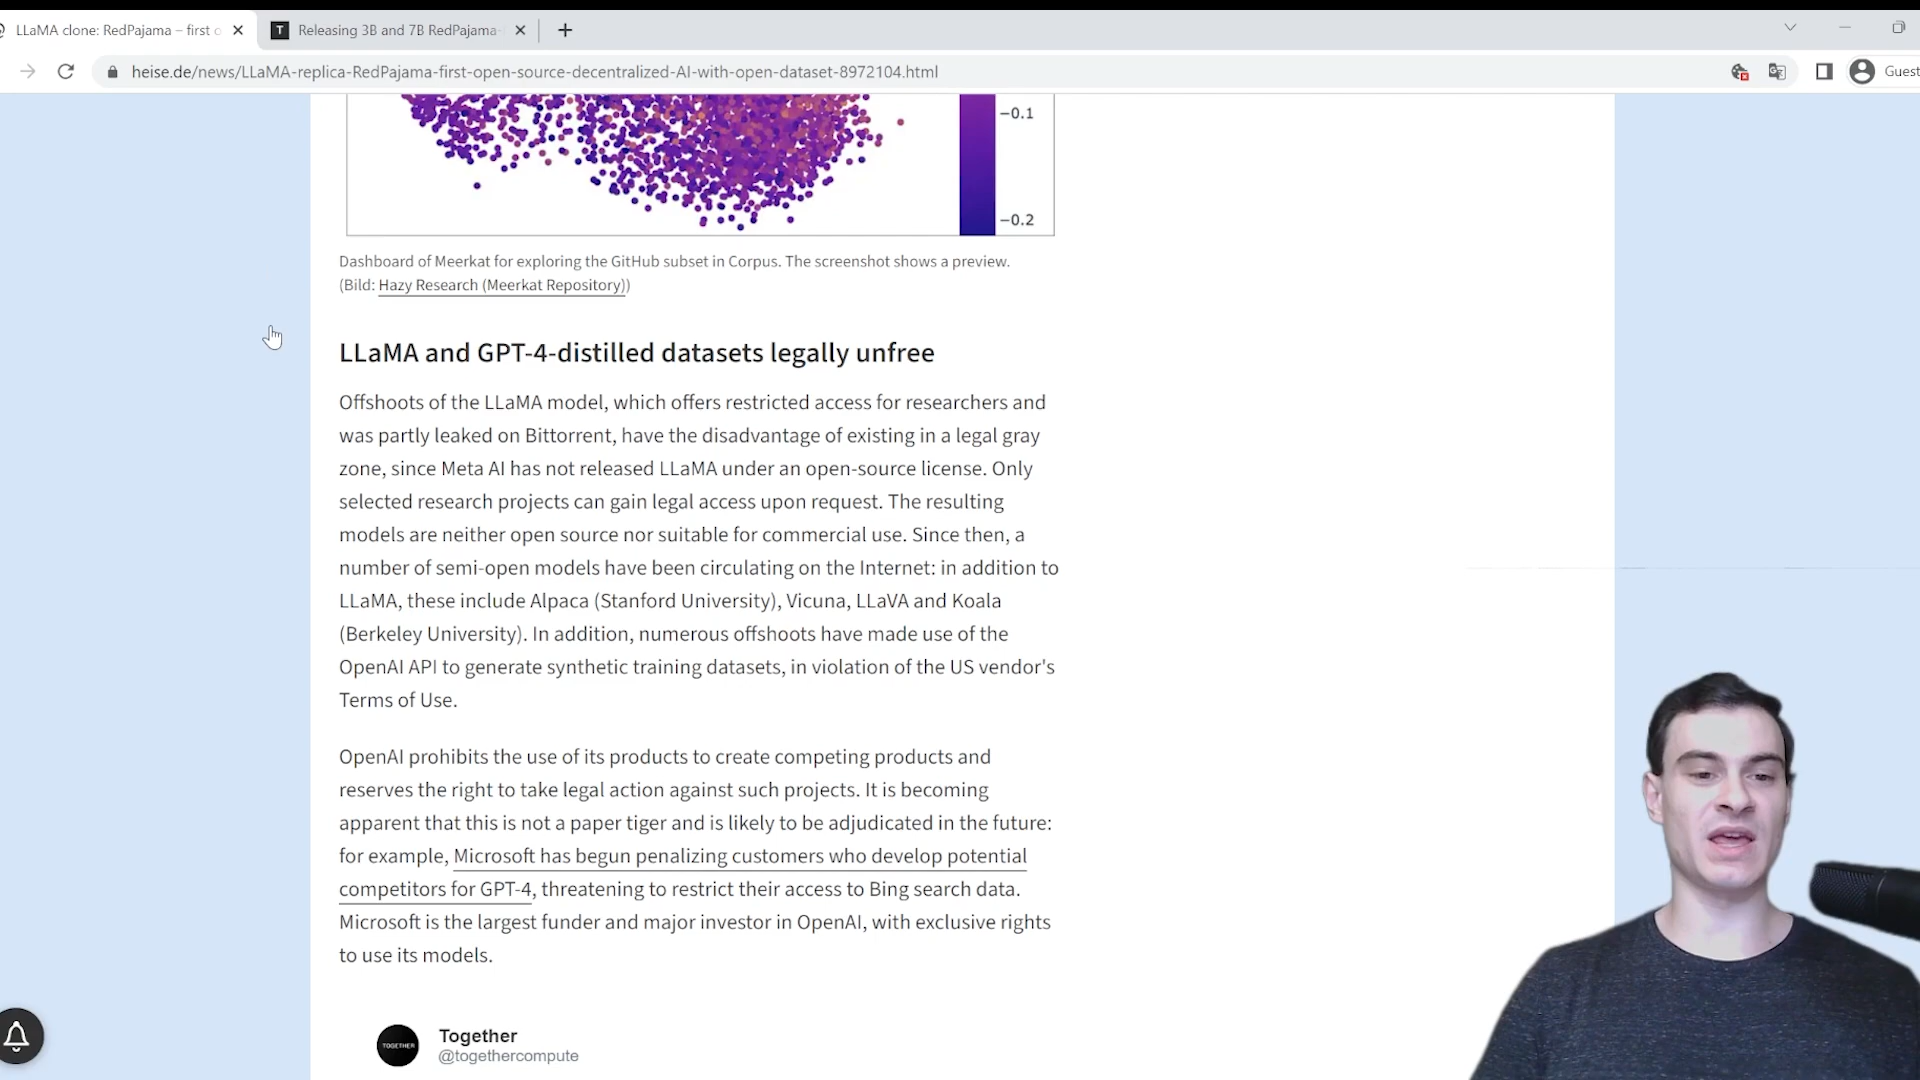 LLaMA clone: RedPajama – first o
Releasing 3B and 7B RedPajama-
heise.de/news/LLaMA-replica-RedPajama-first-open-source-decentralized-AI-with-open-dataset-8972104.html
Guest
−0.1
−0.2
Dashboard of Meerkat for exploring the GitHub subset in Corpus. The screenshot shows a preview.
(Bild: Hazy Research (Meerkat Repository))
LLaMA and GPT-4-distilled datasets legally unfree
Offshoots of the LLaMA model, which offers restricted access for researchers and
was partly leaked on Bittorrent, have the disadvantage of existing in a legal gray
zone, since Meta AI has not released LLaMA under an open-source license. Only
selected research projects can gain legal access upon request. The resulting
models are neither open source nor suitable for commercial use. Since then, a
number of semi-open models have been circulating on the Internet: in addition to
LLaMA, these include Alpaca (Stanford University), Vicuna, LLaVA and Koala
(Berkeley University). In addition, numerous offshoots have made use of the
OpenAI API to generate synthetic training datasets, in violation of the US vendor's
Terms of Use.
OpenAI prohibits the use of its products to create competing products and
reserves the right to take legal action against such projects. It is becoming
apparent that this is not a paper tiger and is likely to be adjudicated in the future:
for example, Microsoft has begun penalizing customers who develop potential
competitors for GPT-4, threatening to restrict their access to Bing search data.
Microsoft is the largest funder and major investor in OpenAI, with exclusive rights
to use its models.
TOGETHER
Together
@togethercompute